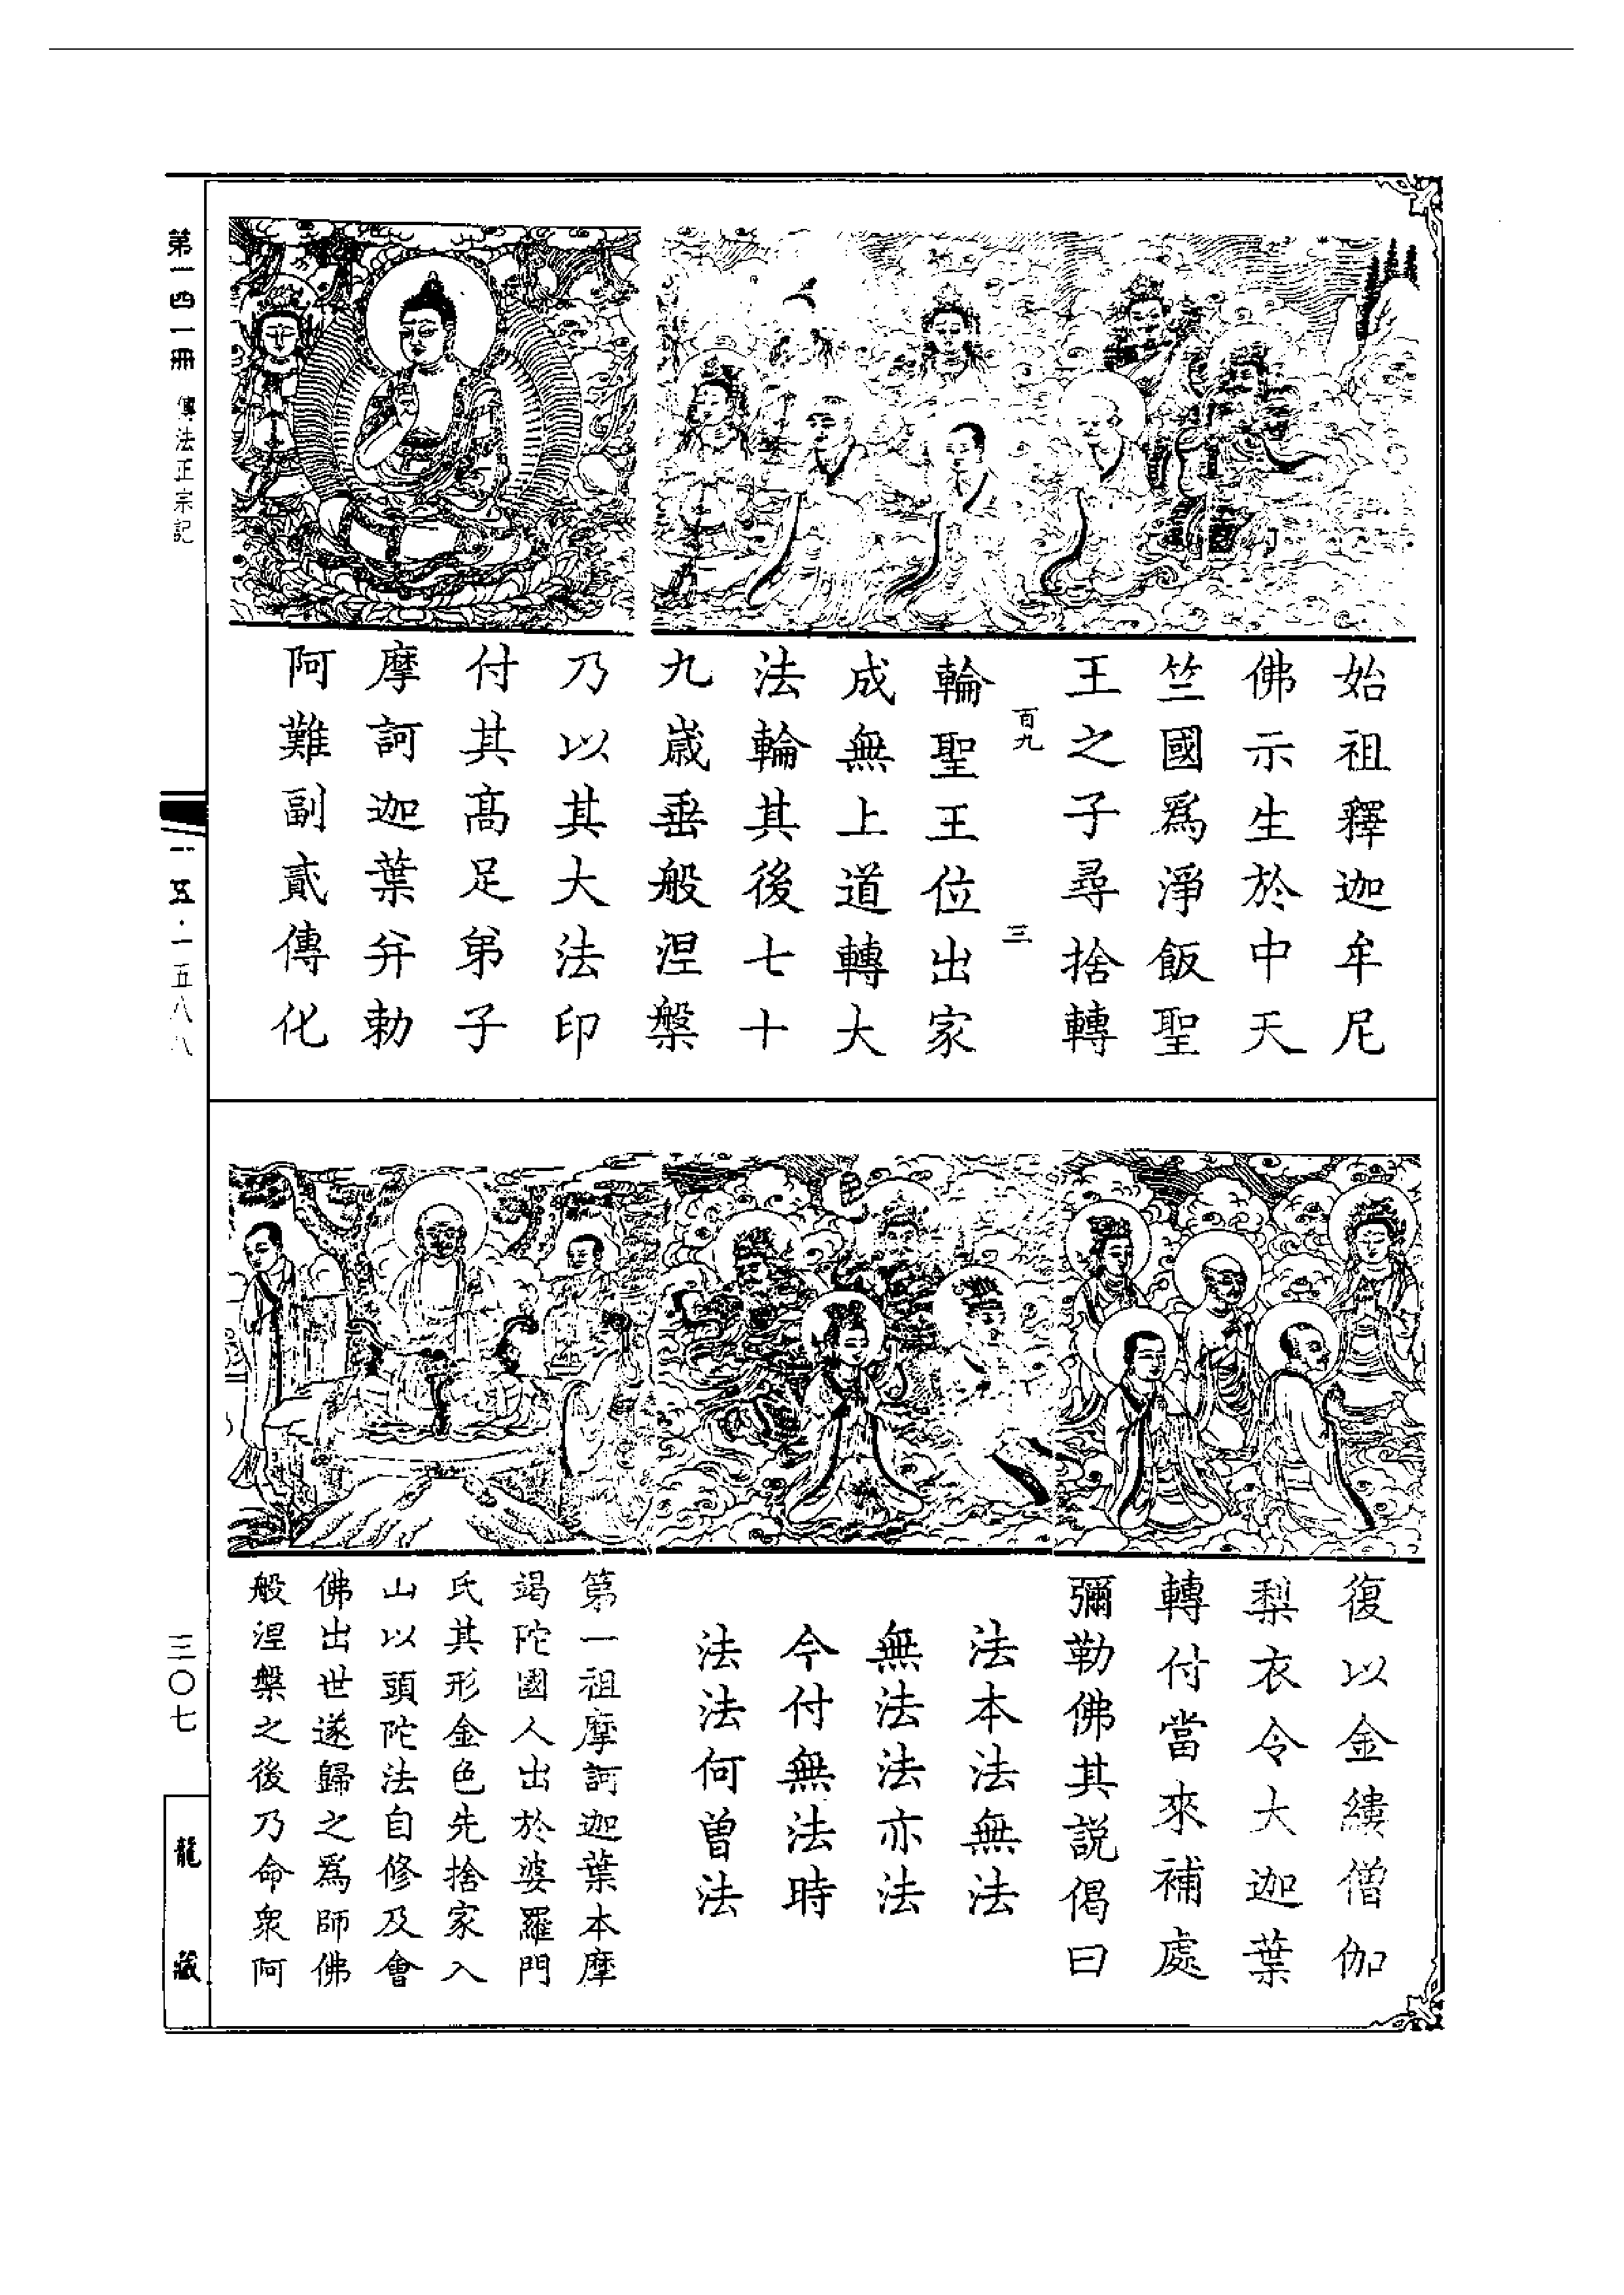 始祖釋迦牟尼
佛示生於中天
竺國爲淨飯聖
王之子尋捨轉
百九
三
輪聖王王位出家
成無上道轉大
法輪其後七十
九歲垂般涅槃
乃以其大法印
付其高足弟子
摩訶迦葉并勅
阿難副貳傳化
復以金縷僧伽
梨衣令大迦葉
轉付當來補處
彌勒佛其説偈曰
法本法無法
無法法亦法
今付無法時
法法何曾法
第一祖摩訶迦葉本摩
竭陀國人出於婆羅門
氏其形金色先捨家入
山以頭陀法自修及會
佛出世遂歸之爲師佛
般涅槃之後乃命衆阿
第一四一冊
傳法正宗記
一五八八
三〇七
龍藏